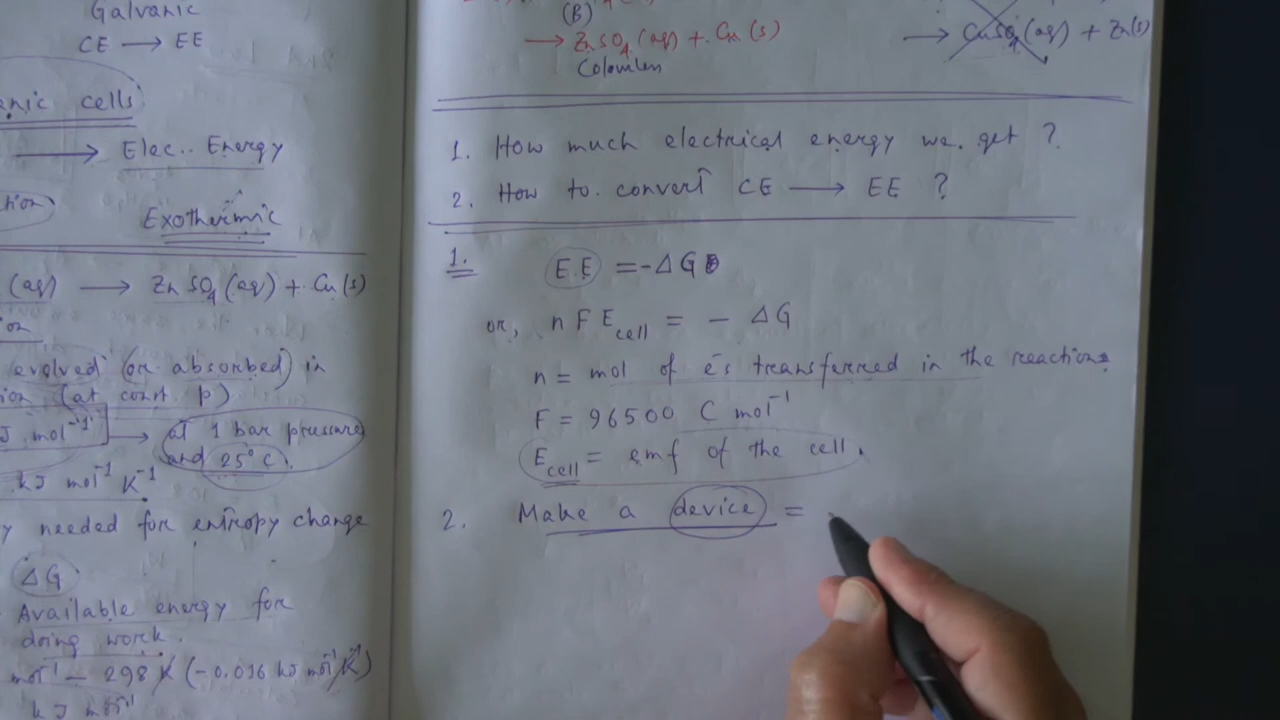 Galvanic
CE → EE
anic cells
→ Elec.. Energy
Exothermic
(aq) → ZnSO4 (aq) + Cu (s)
evolved (or absorbed) in
(at const. p)
J mol⁻¹ → at 1 bar pressure
and 25°C.
kJ mol⁻¹ K⁻¹
y needed for entropy change
ΔG
Available energy for
doing work.
mol⁻¹ – 298 K (-0.016 kJ mol⁻¹ K⁻¹)
kJ mol⁻¹
(B)
→ ZnSO4 (aq) + Cu (s)
→ CuSO4 (aq) + Zn (s)
1. How much electrical energy we. get ?
2. How to. convert CE → EE ?
1. E.E = -ΔG
or, n F Ecell = - ΔG
n = mol of e's transferred in the reaction.
F = 96500 C mol⁻¹
Ecell = emf of the cell.
2. Make a device =